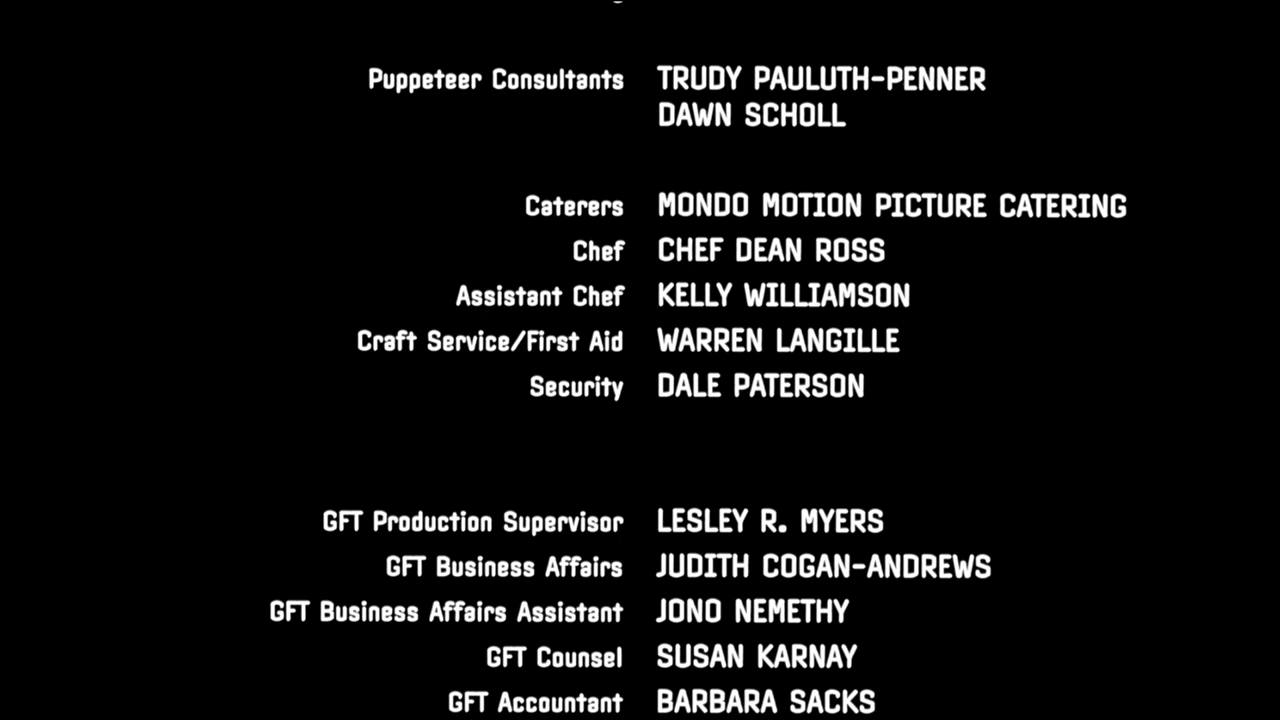 Puppeteer Consultants TRUDY PAULUTH-PENNER
DAWN SCHOLL
Caterers MONDO MOTION PICTURE CATERING
Chef CHEF DEAN ROSS
Assistant Chef KELLY WILLIAMSON
Craft Service/First Aid WARREN LANGILLE
Security DALE PATERSON
GFT Production Supervisor LESLEY R. MYERS
GFT Business Affairs JUDITH COGAN-ANDREWS
GFT Business Affairs Assistant JONO NEMETHY
GFT Counsel SUSAN KARNAY
GFT Accountant BARBARA SACKS